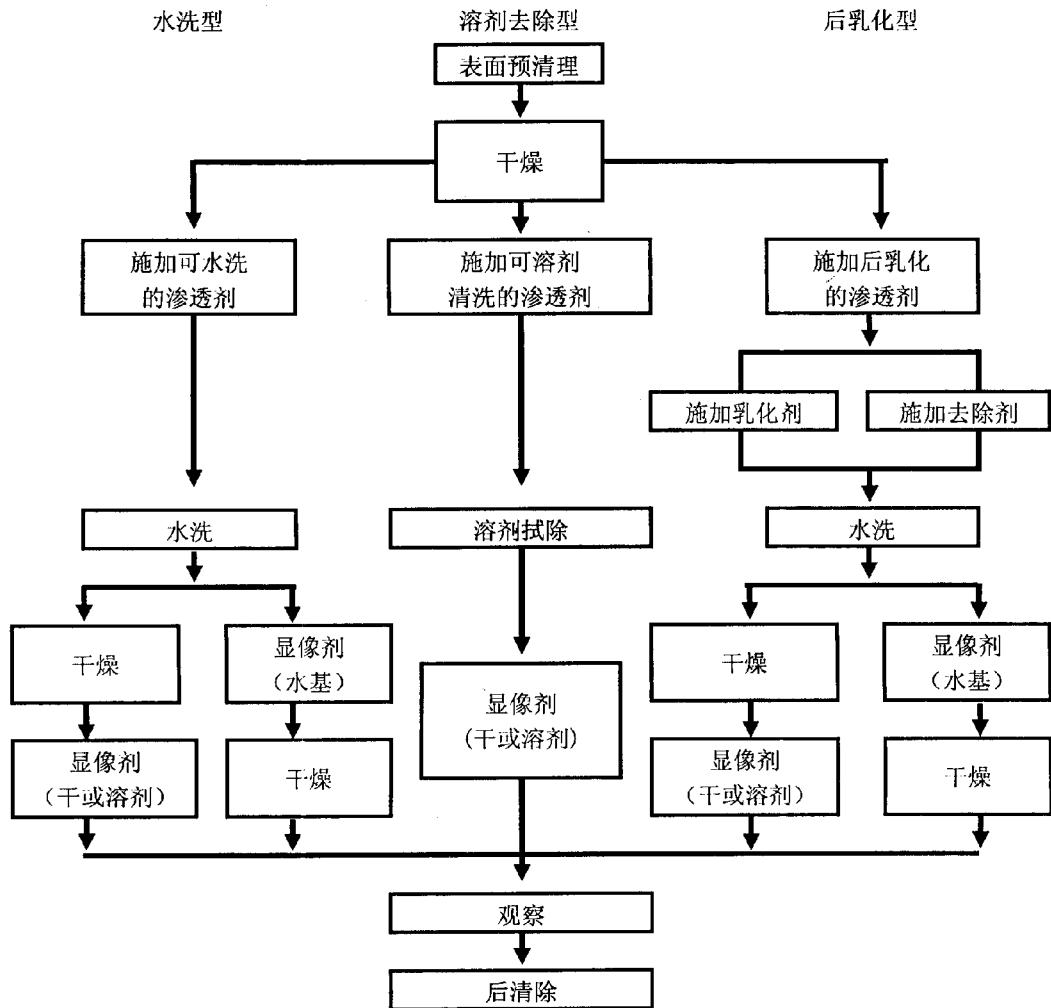 水洗型
溶剂去除型
后乳化型
表面预清理
干燥
施加可水洗
的渗透剂
施加可溶剂
清洗的渗透剂
施加后乳化
的渗透剂
施加乳化剂
施加去除剂
水洗
溶剂拭除
水洗
干燥
显像剂
（水基）
显像剂
(干或溶剂)
干燥
显像剂
（水基）
显像剂
（干或溶剂）
干燥
显像剂
（干或溶剂）
干燥
观察
后清除